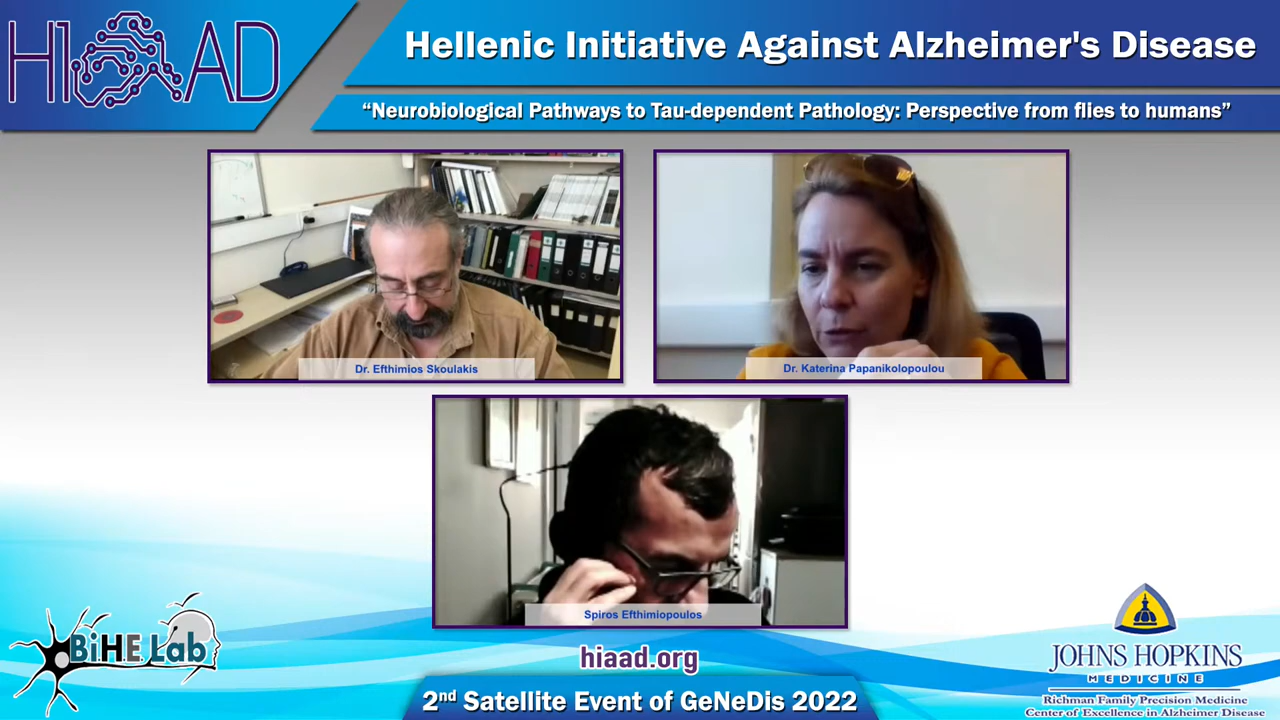 HIAAD
Hellenic Initiative Against Alzheimer's Disease
“Neurobiological Pathways to Tau-dependent Pathology: Perspective from flies to humans”
Dr. Efthimios Skoulakis
Dr. Katerina Papanikolopoulou
Spiros Efthimiopoulos
BiHE Lab
hiaad.org
2nd Satellite Event of GeNeDis 2022
JOHNS HOPKINS
MEDICINE
Richman Family Precision Medicine
Center of Excellence in Alzheimer Disease